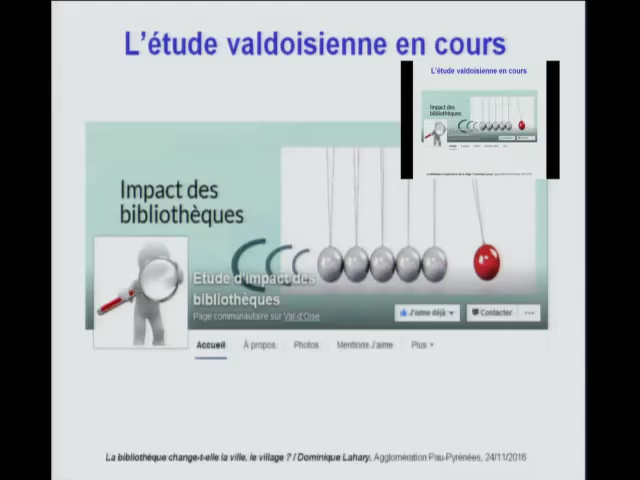 L'étude valdoisienne en cours
L'étude valdoisienne en cours
Impact des
bibliothèques
Impact des
bibliothèques
Etude d'impact des
bibliothèques
Page communautaire sur Val d'Oise
J'aime déjà
Contacter
Accueil
À propos
Photos
Mentions J'aime
Plus
La bibliothèque change-t-elle la ville, le village ? / Dominique Lahary. Agglomération Pau-Pyrénées, 24/11/2016